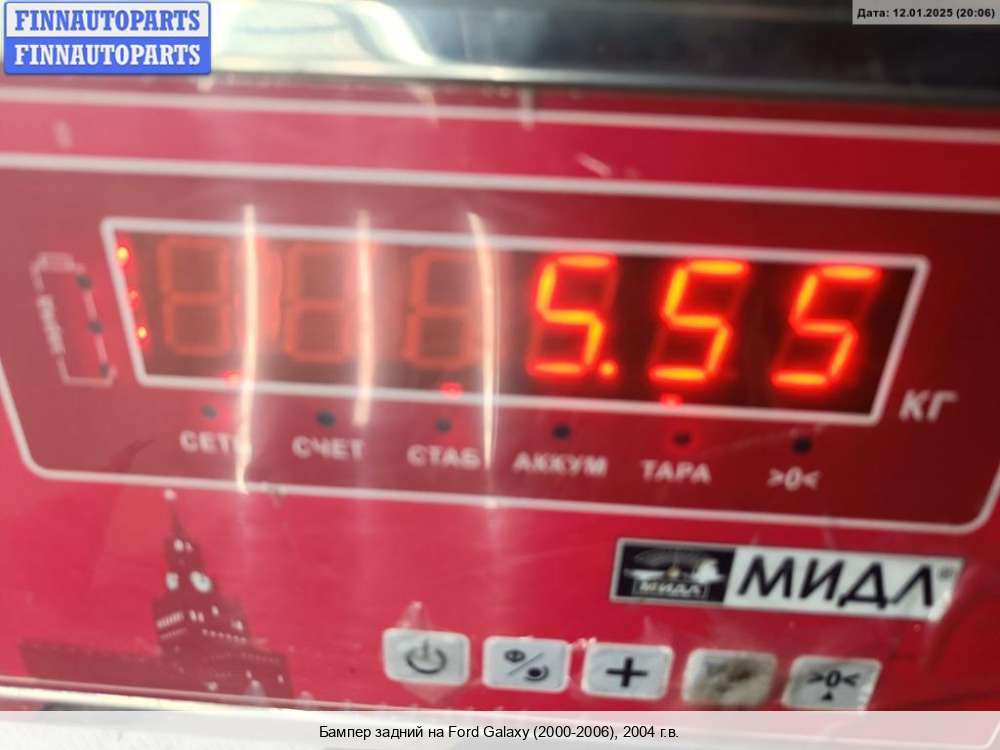 FINNAUTOPARTS
FINNAUTOPARTS
Дата: 12.01.2025 (20:06)
5.55
КГ
СЕТЬ СЧЕТ СТАБ АККУМ ТАРА >0<
МИДЛ МИДЛ®
>0<
Бампер задний на Ford Galaxy (2000-2006), 2004 г.в.